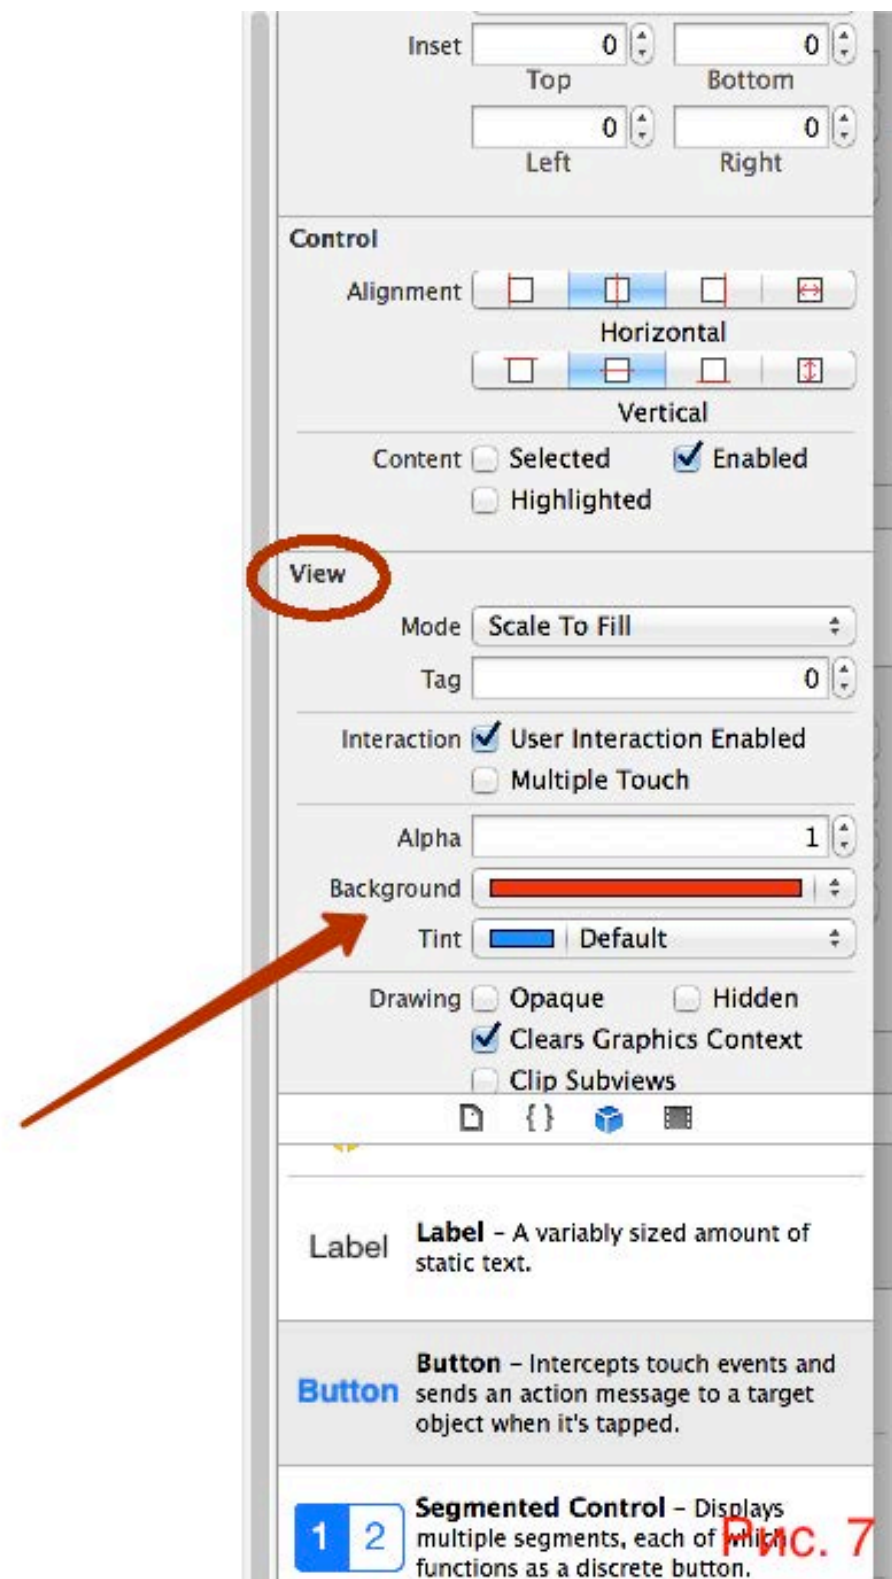 Inset 0 0
Top Bottom
0 0
Left Right
Control
Alignment
Horizontal
Vertical
Content Selected Enabled
Highlighted
View
Mode Scale To Fill
Tag 0
Interaction User Interaction Enabled
Multiple Touch
Alpha 1
Background
Tint Default
Drawing Opaque Hidden
Clears Graphics Context
Clip Subviews
{ }
Label Label – A variably sized amount of
static text.
Button Button – Intercepts touch events and
sends an action message to a target
object when it's tapped.
1 2 Segmented Control – Displays
multiple segments, each of which
functions as a discrete button.
Рис. 7